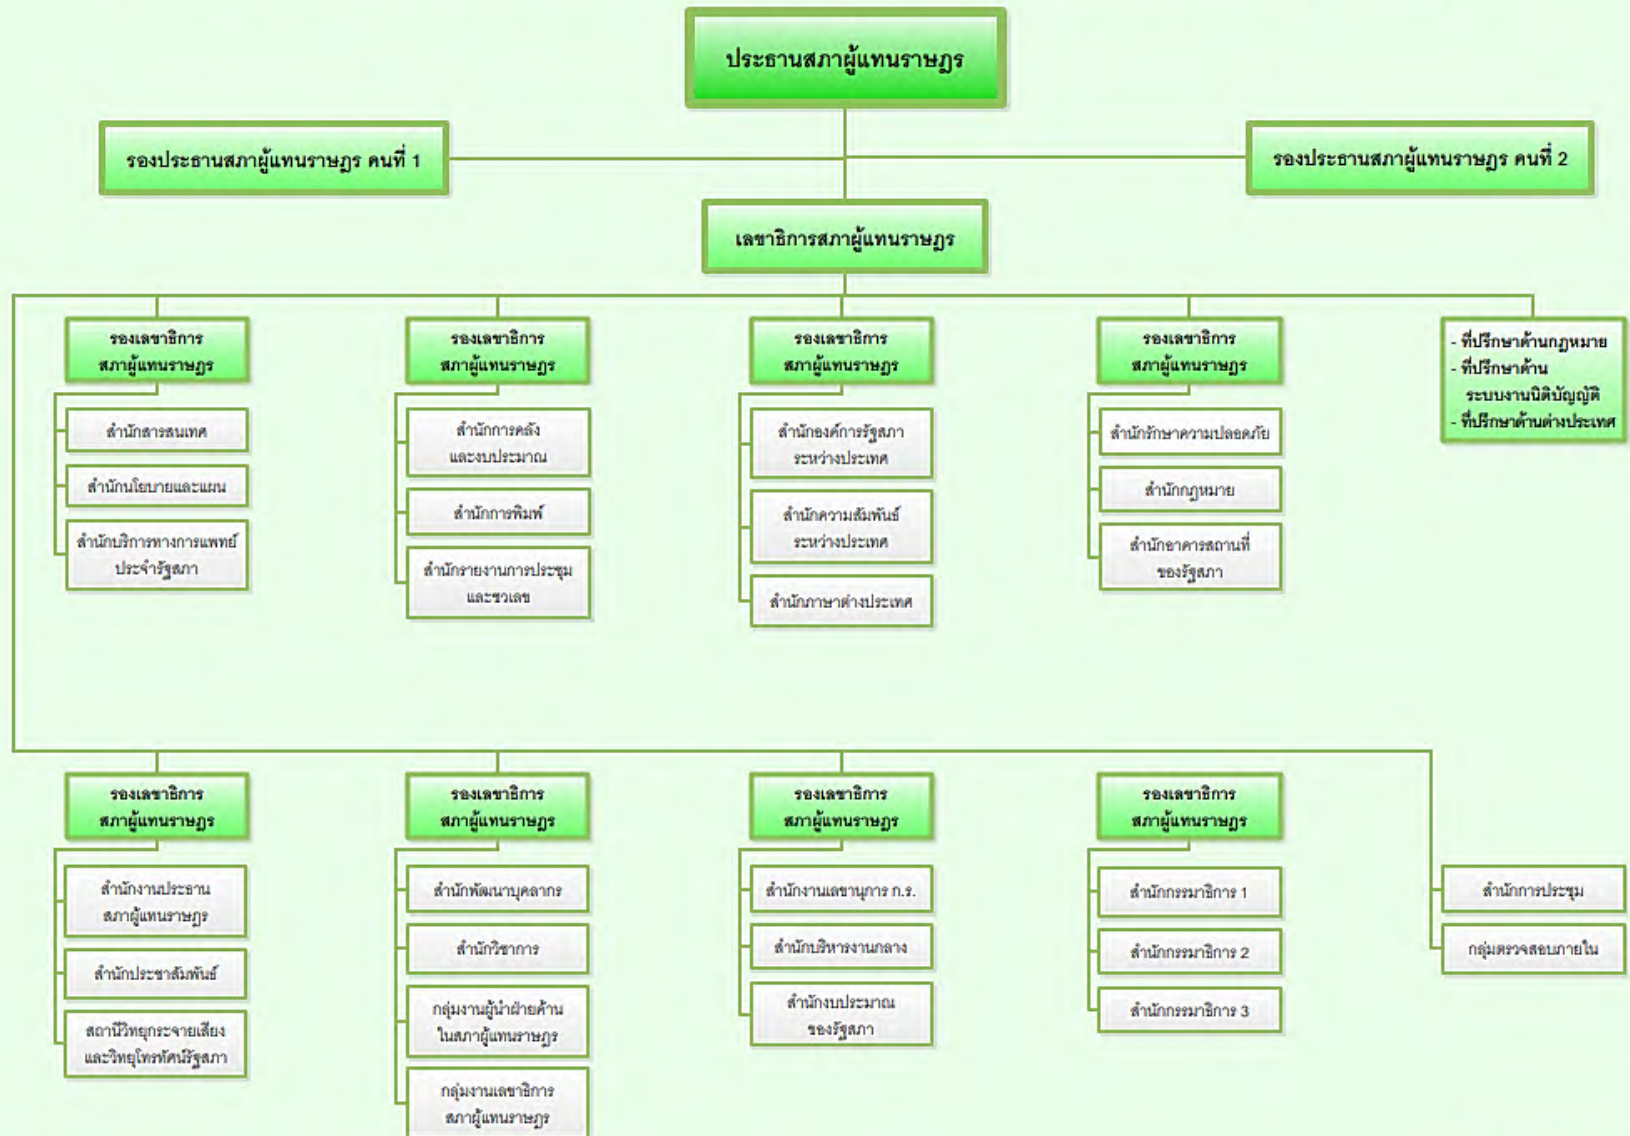 ประธานสภาผู้แทนราษฎร
รองประธานสภาผู้แทนราษฎร คนที่ 1
รองประธานสภาผู้แทนราษฎร คนที่ 2
เลขาธิการสภาผู้แทนราษฎร
รองเลขาธิการ
สภาผู้แทนราษฎร
สำนักสารสนเทศ
สำนักนโยบายและแผน
สำนักบริการทางการแพทย์
ประจำรัฐสภา
รองเลขาธิการ
สภาผู้แทนราษฎร
สำนักการคลัง
และงบประมาณ
สำนักการพิมพ์
สำนักรายงานการประชุม
และชวเลข
รองเลขาธิการ
สภาผู้แทนราษฎร
สำนักองค์การรัฐสภา
ระหว่างประเทศ
สำนักความสัมพันธ์
ระหว่างประเทศ
สำนักภาษาต่างประเทศ
รองเลขาธิการ
สภาผู้แทนราษฎร
สำนักรักษาความปลอดภัย
สำนักกฎหมาย
สำนักอาคารสถานที่
ของรัฐสภา
- ที่ปรึกษาด้านกฎหมาย
- ที่ปรึกษาด้าน
ระบบงานนิติบัญญัติ
- ที่ปรึกษาด้านต่างประเทศ
รองเลขาธิการ
สภาผู้แทนราษฎร
สำนักงานประธาน
สภาผู้แทนราษฎร
สำนักประชาสัมพันธ์
สถานีวิทยุกระจายเสียง
และวิทยุโทรทัศน์รัฐสภา
รองเลขาธิการ
สภาผู้แทนราษฎร
สำนักพัฒนาบุคลากร
สำนักวิชาการ
กลุ่มงานผู้นำฝ่ายค้าน
ในสภาผู้แทนราษฎร
กลุ่มงานเลขาธิการ
สภาผู้แทนราษฎร
รองเลขาธิการ
สภาผู้แทนราษฎร
สำนักงานเลขานุการ ก.ร.
สำนักบริหารงานกลาง
สำนักงบประมาณ
ของรัฐสภา
รองเลขาธิการ
สภาผู้แทนราษฎร
สำนักกรรมาธิการ 1
สำนักกรรมาธิการ 2
สำนักกรรมาธิการ 3
สำนักการประชุม
กลุ่มตรวจสอบภายใน